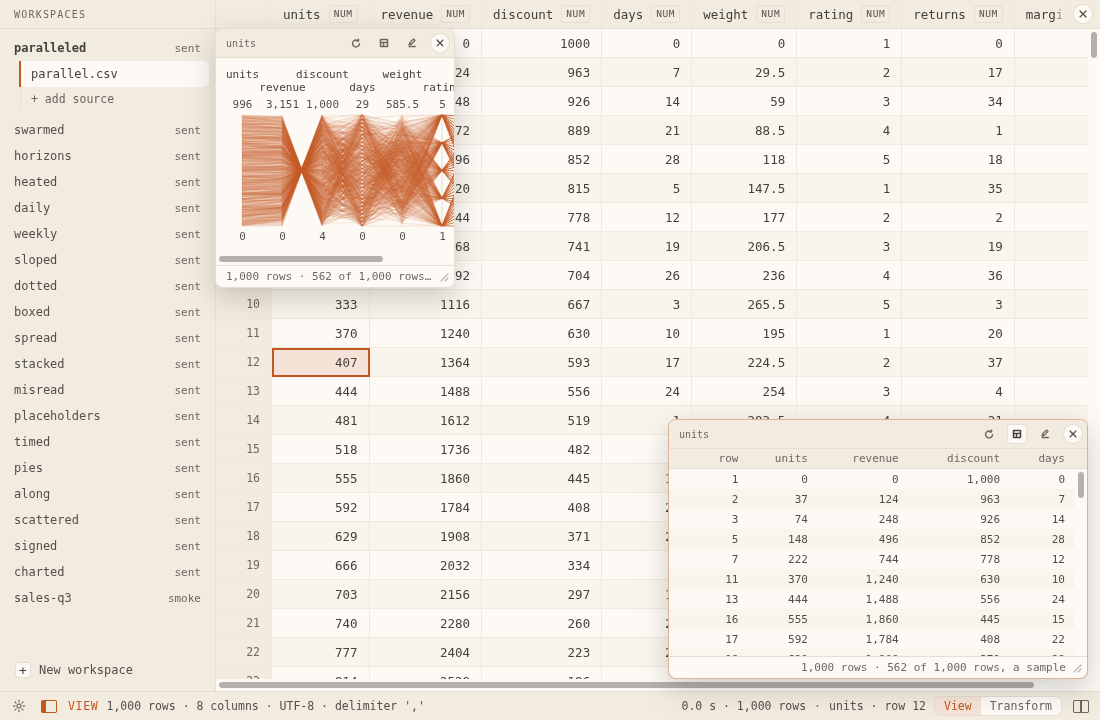 WORKSPACES
paralleled sent
parallel.csv
+ add source
swarmed sent
horizons sent
heated sent
daily sent
weekly sent
sloped sent
dotted sent
boxed sent
spread sent
stacked sent
misread sent
placeholders sent
timed sent
pies sent
along sent
scattered sent
signed sent
charted sent
sales-q3 smoke
+ New workspace
units NUM revenue NUM discount NUM days NUM weight NUM rating NUM returns NUM
0 1000 0 0 1 0
24 963 7 29.5 2 17
48 926 14 59 3 34
72 889 21 88.5 4 1
96 852 28 118 5 18
20 815 5 147.5 1 35
44 778 12 177 2 2
68 741 19 206.5 3 19
92 704 26 236 4 36
10 333 1116 667 3 265.5 5 3
11 370 1240 630 10 195 1 20
12 407 1364 593 17 224.5 2 37
13 444 1488 556 24 254 3 4
14 481 1612 519
15 518 1736 482
16 555 1860 445
17 592 1784 408
18 629 1908 371
19 666 2032 334
20 703 2156 297
21 740 2280 260
22 777 2404 223
units
units discount weight
revenue days
996 3,151 1,000 29 585.5 5
0 0 4 0 0 1
1,000 rows · 562 of 1,000 rows…
units
row units revenue discount days
1 0 0 1,000 0
2 37 124 963 7
3 74 248 926 14
5 148 496 852 28
7 222 744 778 12
11 370 1,240 630 10
13 444 1,488 556 24
16 555 1,860 445 15
17 592 1,784 408 22
1,000 rows · 562 of 1,000 rows, a sample
VIEW 1,000 rows · 8 columns · UTF-8 · delimiter ','
0.0 s · 1,000 rows · units · row 12 View Transform